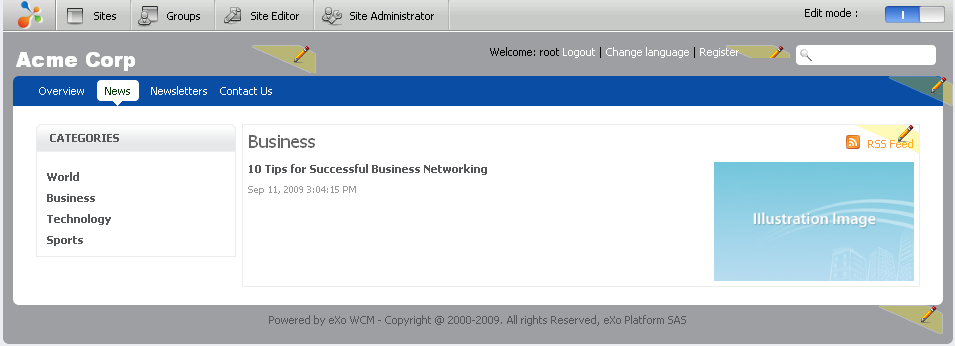 Sites Groups Site Editor Site Administrator Edit mode :
Acme Corp
Welcome: root Logout | Change language | Register
Overview News Newsletters Contact Us
CATEGORIES
World
Business
Technology
Sports
Business
RSS Feed
10 Tips for Successful Business Networking
Sep 11, 2009 3:04:15 PM
Illustration Image
Powered by eXo WCM - Copyright @ 2000-2009. All rights Reserved, eXo Platform SAS